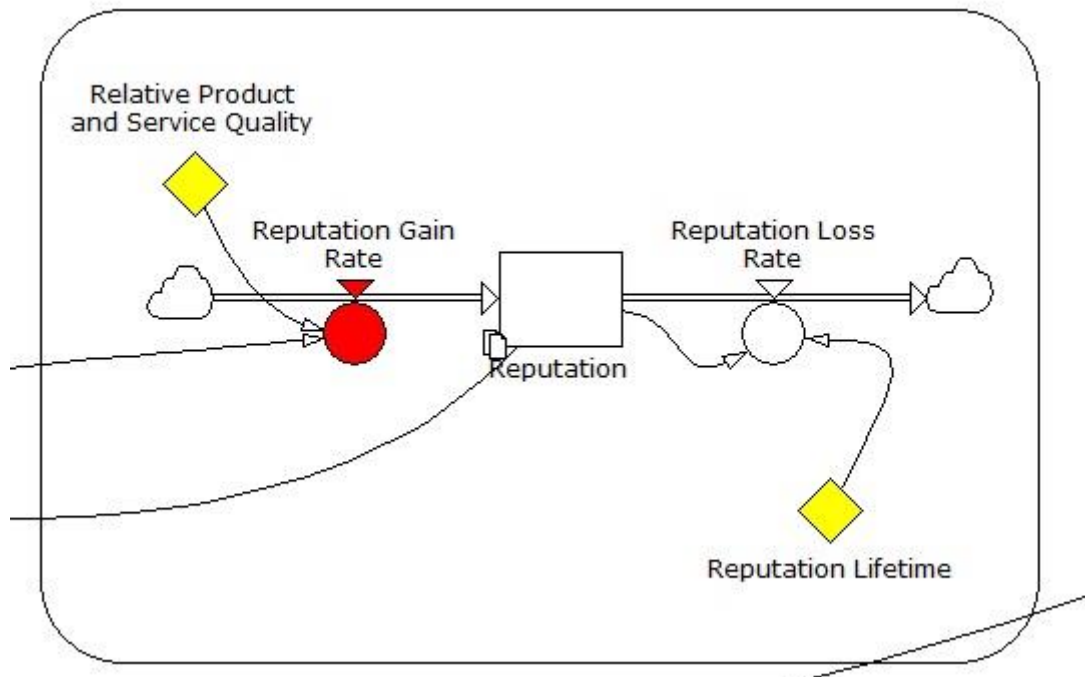 Relative Product
and Service Quality
Reputation Gain
Rate
Reputation Loss
Rate
Reputation
Reputation Lifetime